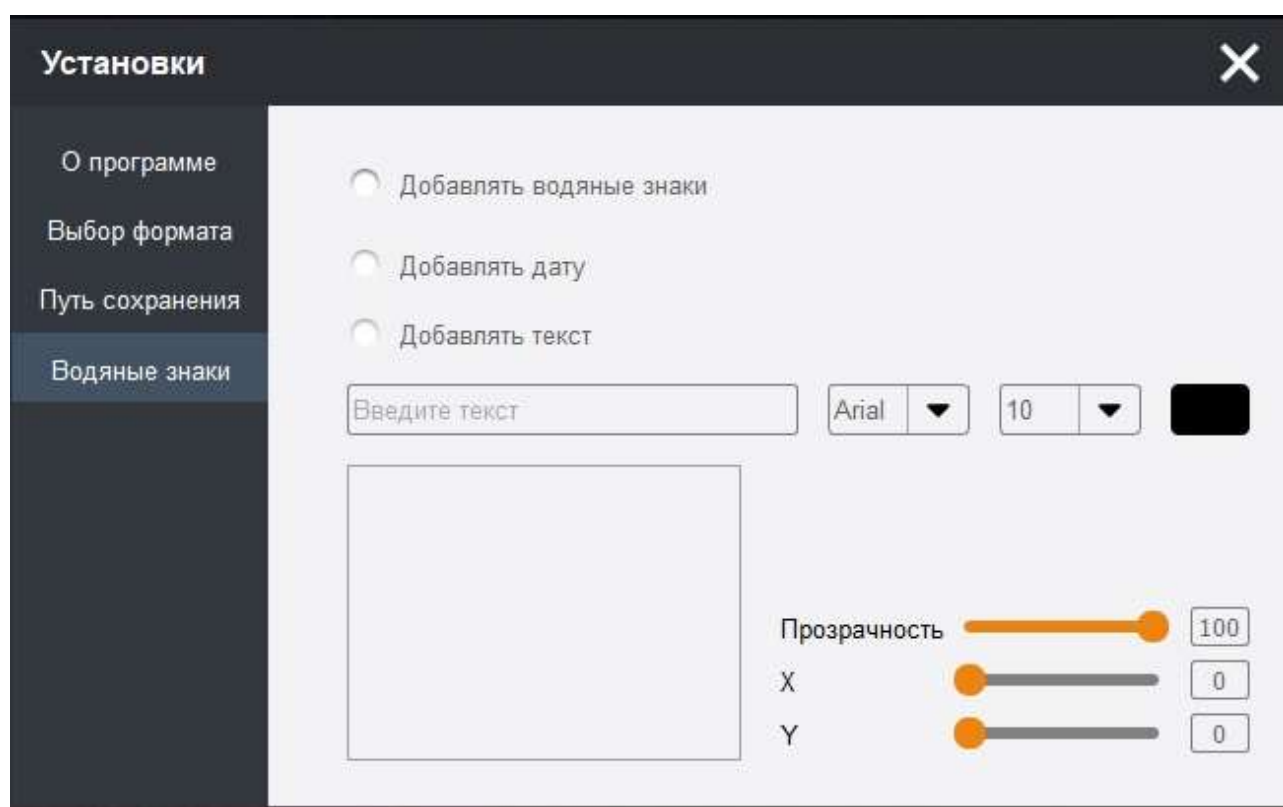 Установки
О программе
Выбор формата
Путь сохранения
Водяные знаки
Добавлять водяные знаки
Добавлять дату
Добавлять текст
Введите текст Arial 10
Прозрачность 100
X 0
Y 0